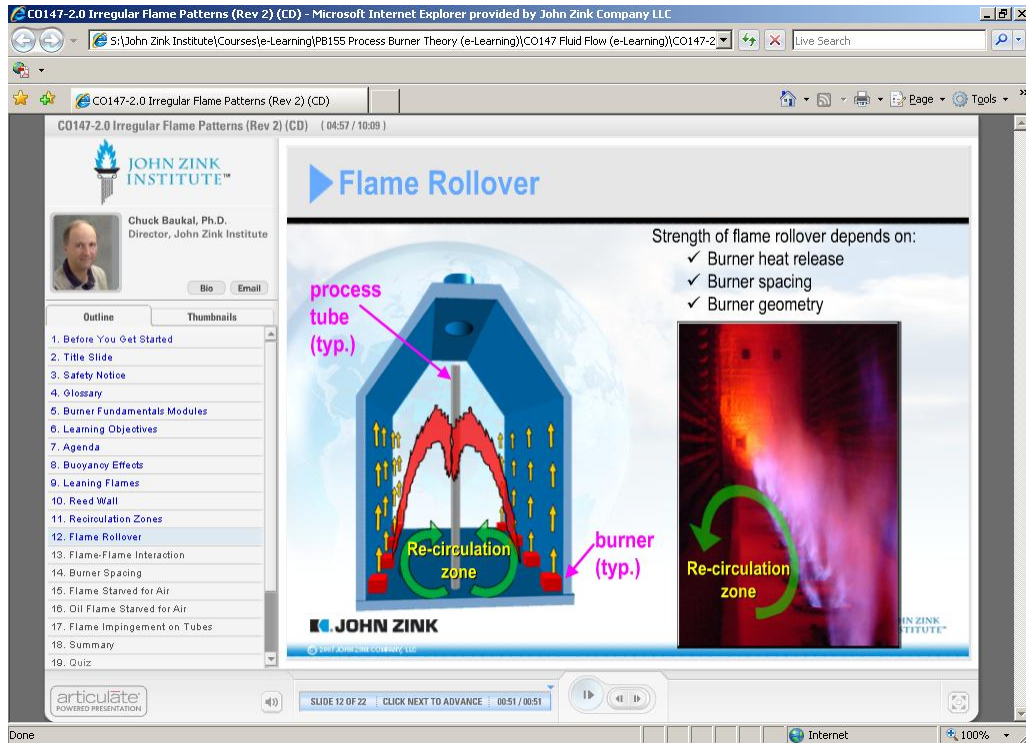 CO147-2.0 Irregular Flame Patterns (Rev 2) (CD) - Microsoft Internet Explorer provided by John Zink Company LLC
S:\John Zink Institute\Courses\e-Learning\PB155 Process Burner Theory (e-Learning)\CO147 Fluid Flow (e-Learning)\CO147-2
Live Search
CO147-2.0 Irregular Flame Patterns (Rev 2) (CD)
Page
Tools
CO147-2.0 Irregular Flame Patterns (Rev 2) (CD) ( 04:57 / 10:09 )
JOHN ZINK
INSTITUTE™
Chuck Baukal, Ph.D.
Director, John Zink Institute
Bio
Email
Outline
Thumbnails
1. Before You Get Started
2. Title Slide
3. Safety Notice
4. Glossary
5. Burner Fundamentals Modules
6. Learning Objectives
7. Agenda
8. Buoyancy Effects
9. Leaning Flames
10. Reed Wall
11. Recirculation Zones
12. Flame Rollover
13. Flame-Flame Interaction
14. Burner Spacing
15. Flame Starved for Air
16. Oil Flame Starved for Air
17. Flame Impingement on Tubes
18. Summary
19. Quiz
Flame Rollover
Strength of flame rollover depends on:
✓ Burner heat release
✓ Burner spacing
✓ Burner geometry
process
tube
(typ.)
Re-circulation
zone
burner
(typ.)
Re-circulation
zone
JOHN ZINK
© 2007 JOHN ZINK COMPANY, LLC
HN ZINK
STITUTE™
articulate
POWERED PRESENTATION
SLIDE 12 OF 22
CLICK NEXT TO ADVANCE
00:51 / 00:51
Done
Internet
100%